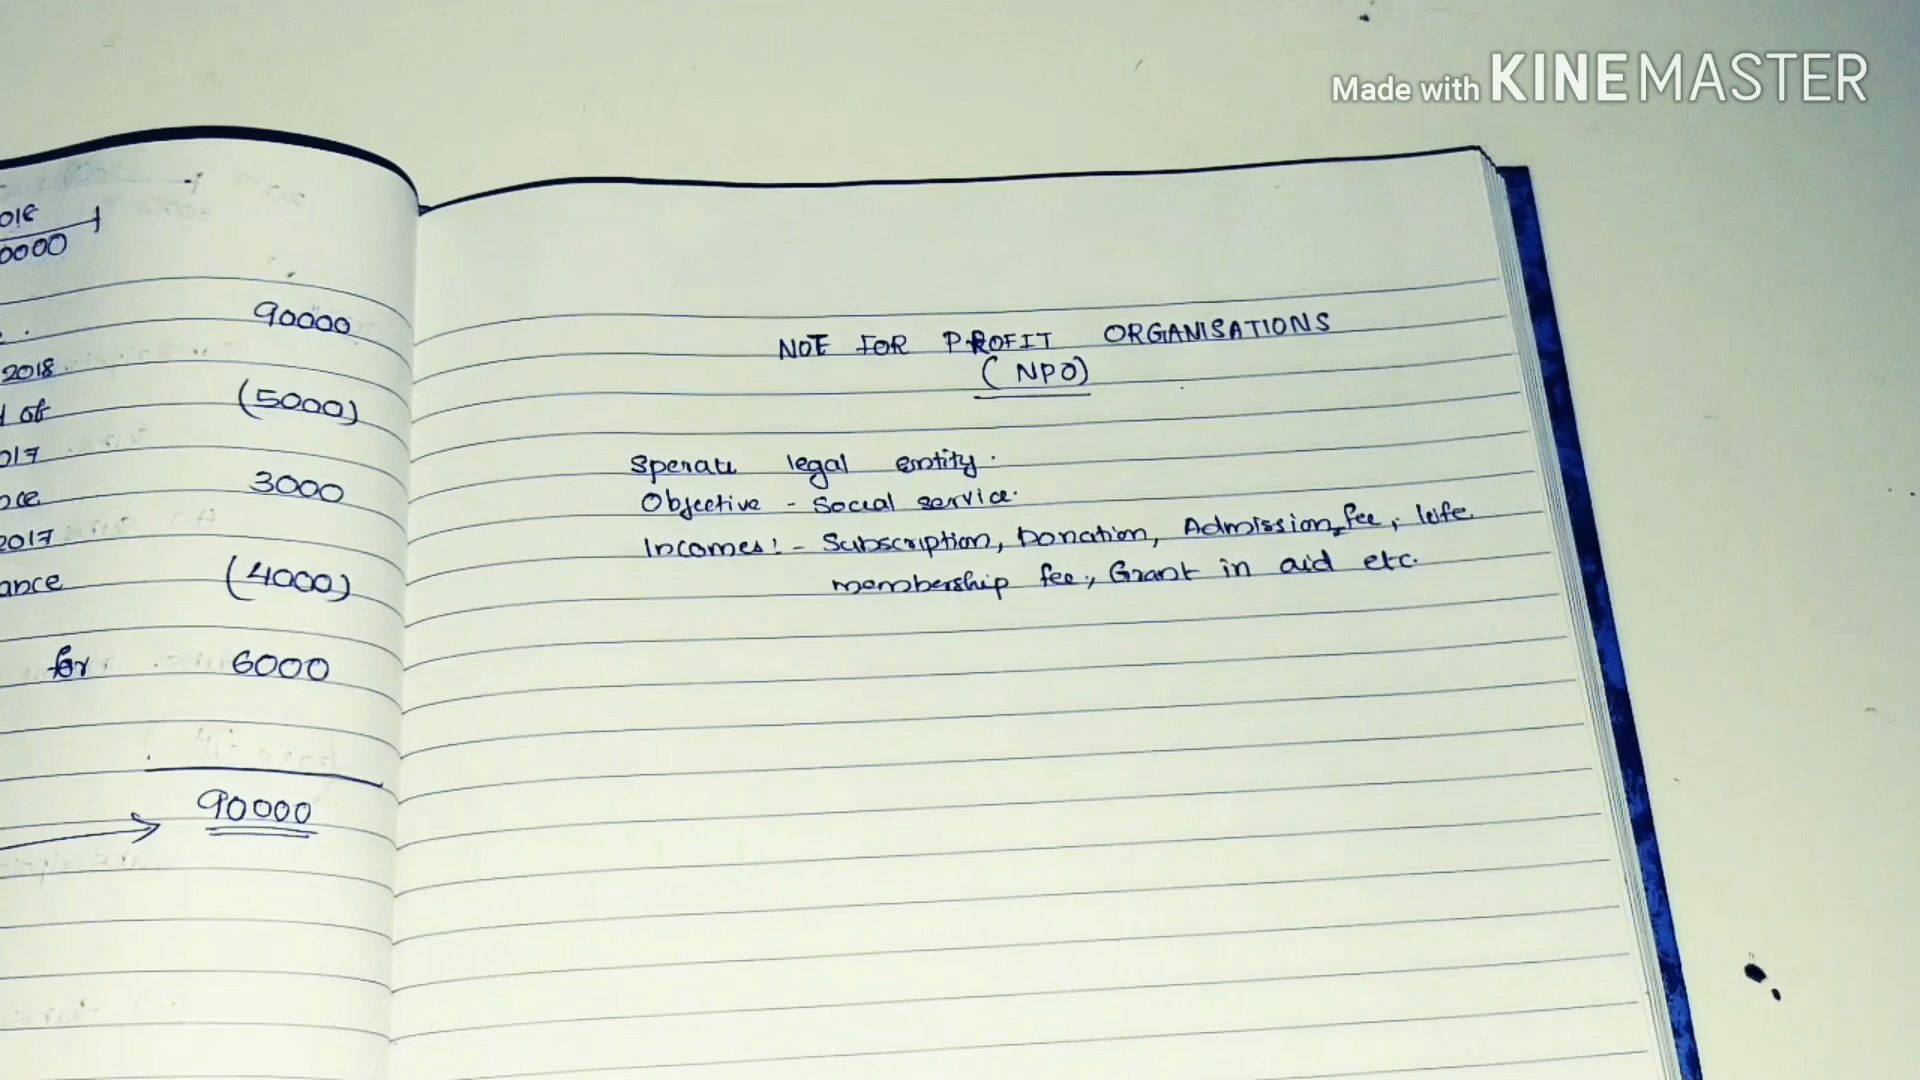 Made with KINEMASTER
018
0000
90000
2018
of
(5000)
017
3000
nce
2017
ance
(4000)
for 6000
90000
NOT FOR PROFIT ORGANISATIONS
(NPO)
Sperate legal entity.
Objective - Social service.
Incomes:- Subscription, Donation, Admission fee, life
membership fee, Grant in aid etc.